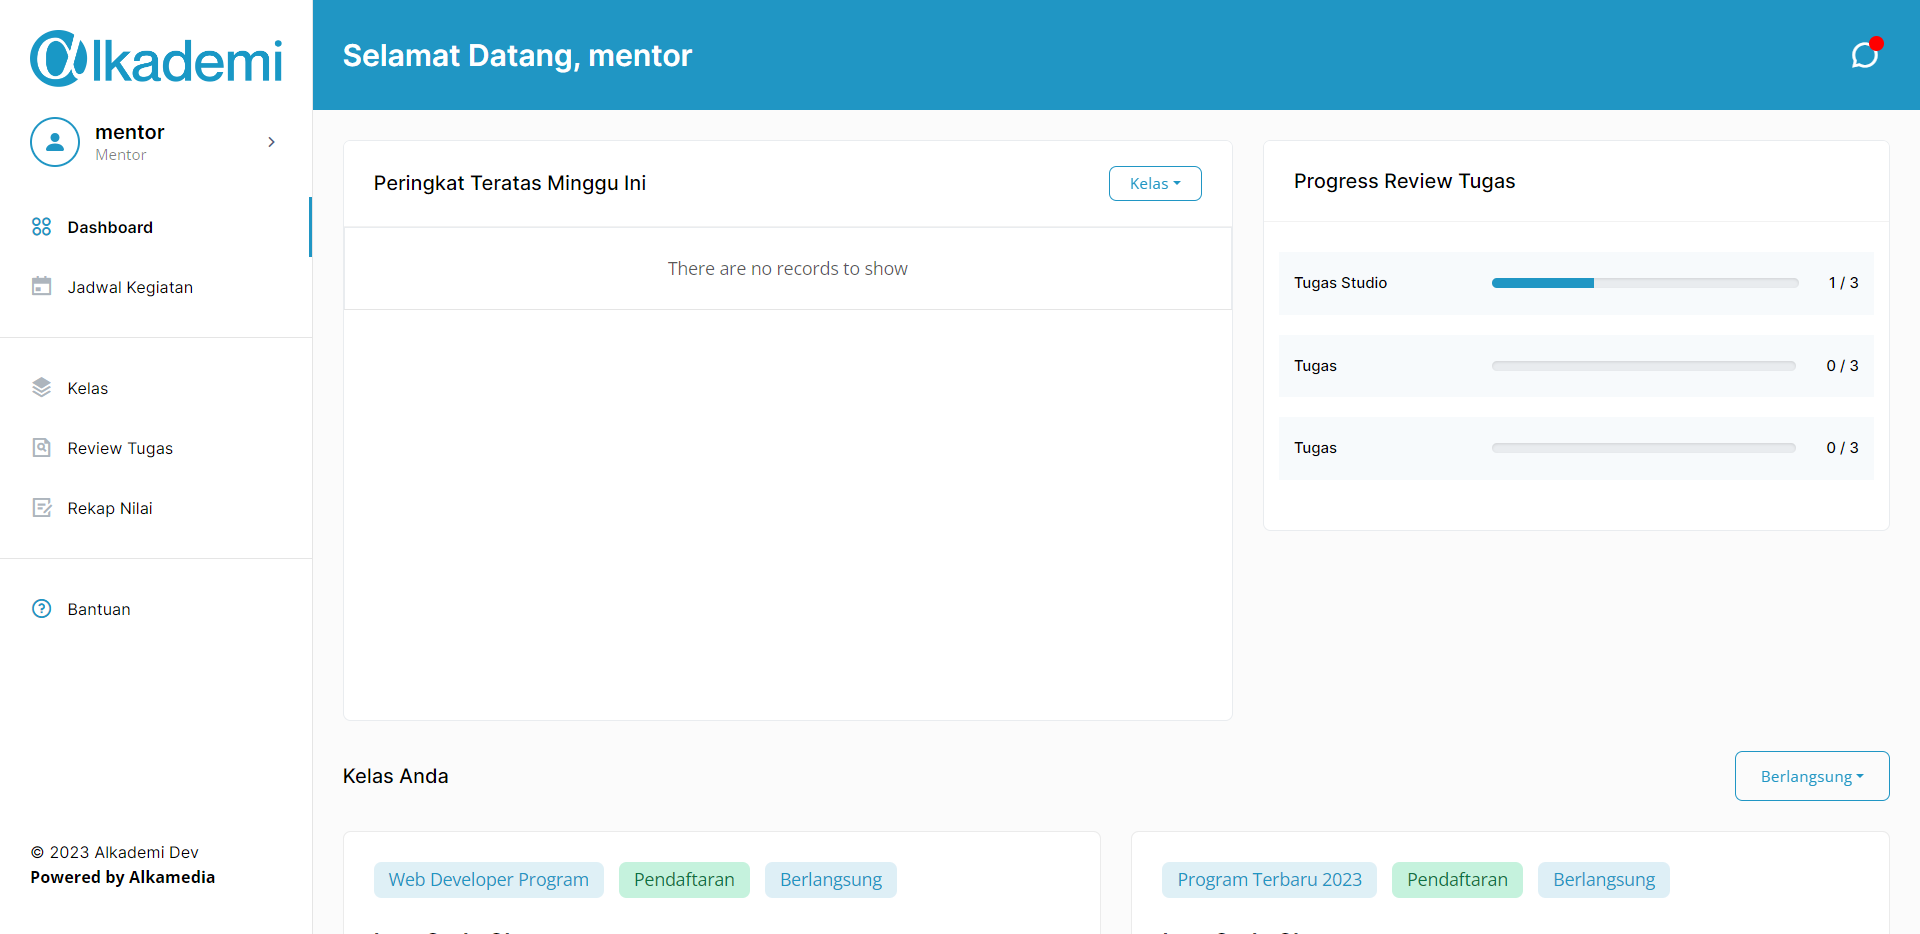 @lkademi
mentor
Mentor
Dashboard
Jadwal Kegiatan
Kelas
Review Tugas
Rekap Nilai
Bantuan
© 2023 Alkademi Dev
Powered by Alkamedia
Selamat Datang, mentor
Peringkat Teratas Minggu Ini
Kelas
There are no records to show
Progress Review Tugas
Tugas Studio 1 / 3
Tugas 0 / 3
Tugas 0 / 3
Kelas Anda
Berlangsung
Web Developer Program Pendaftaran Berlangsung
Program Terbaru 2023 Pendaftaran Berlangsung